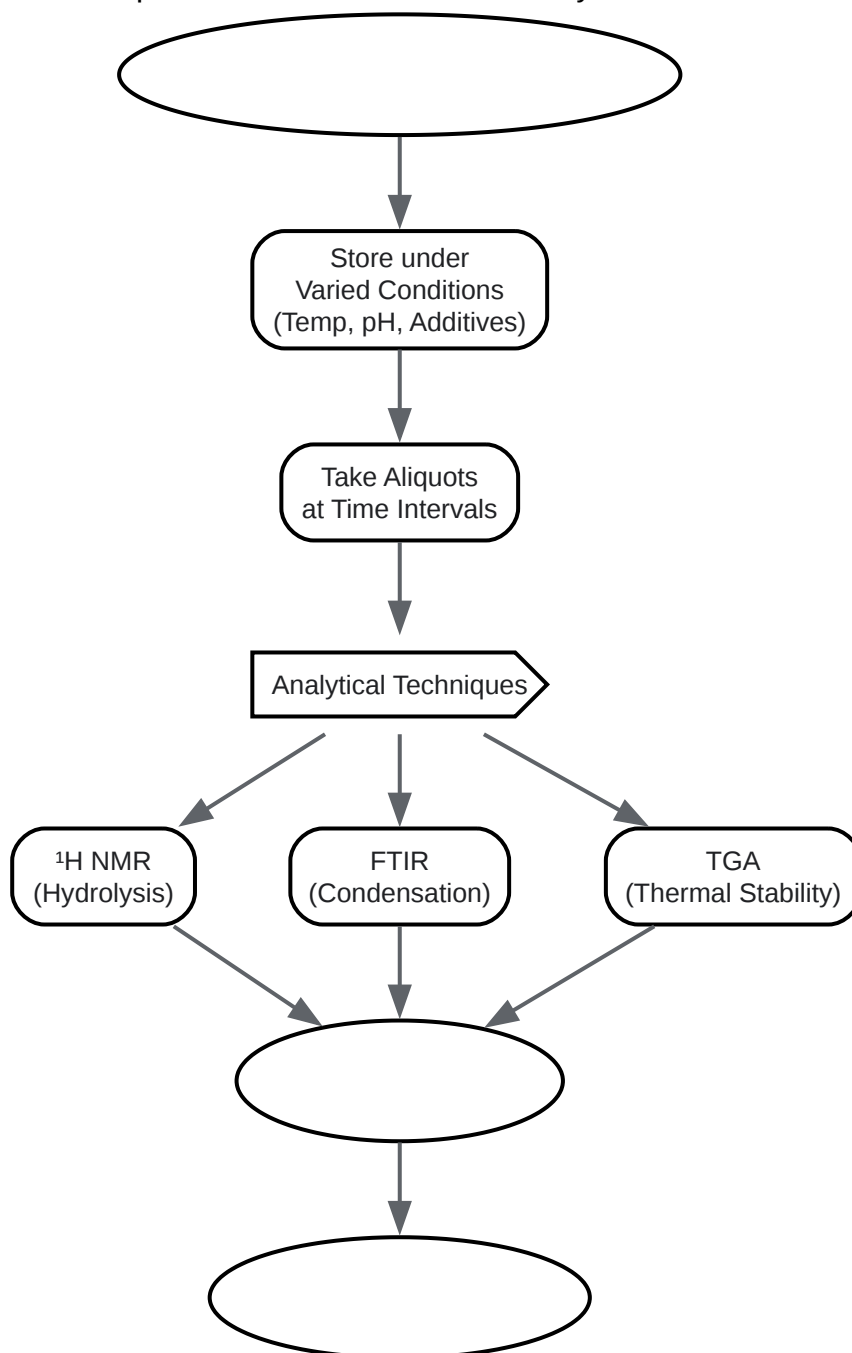 Store under
Varied Conditions
(Temp, pH, Additives)
Take Aliquots
at Time Intervals
Analytical Techniques
¹H NMR
(Hydrolysis)
FTIR
(Condensation)
TGA
(Thermal Stability)